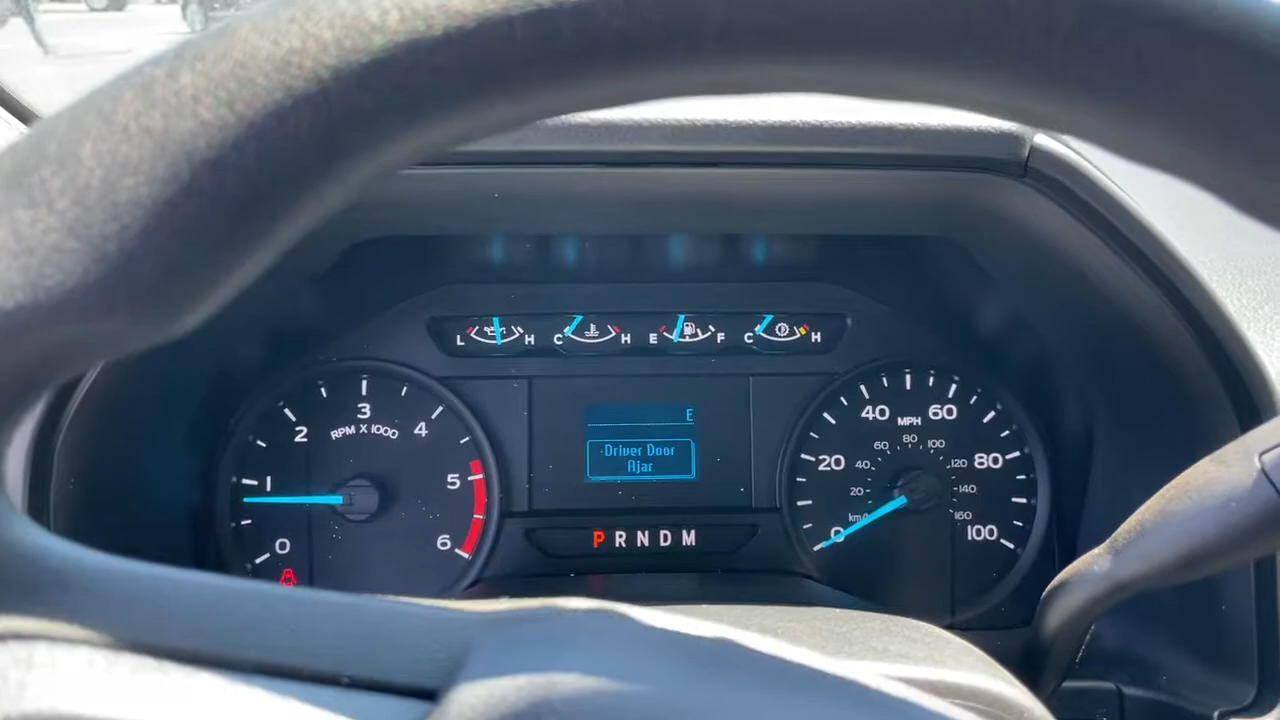 L H C H E F C H
3
2 4
RPM X 1000
1 5
0 6
E
Driver Door
Ajar
P R N D M
40 MPH 60
60 80 100
20 40 120 80
20 140
km/h 160
0 100